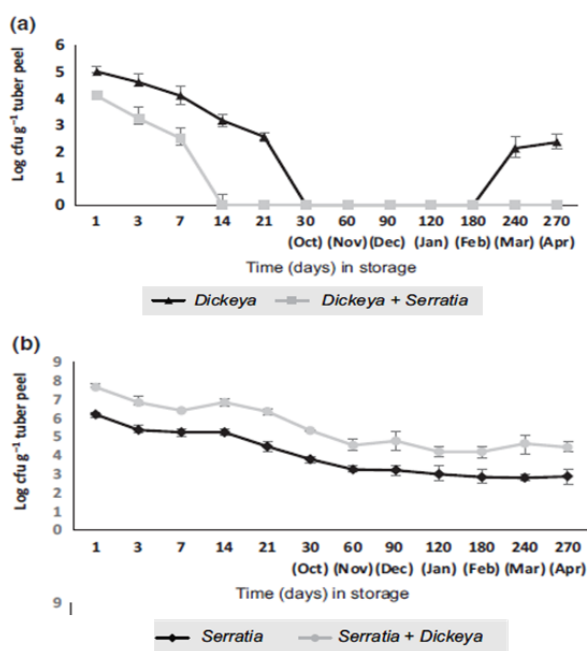 (a)
Log cfu g⁻¹ tuber peel
6
5
4
3
2
1
0
1 3 7 14 21 30 60 90 120 180 240 270
(Oct) (Nov) (Dec) (Jan) (Feb) (Mar) (Apr)
Time (days) in storage
Dickeya Dickeya + Serratia
(b)
Log cfu g⁻¹ tuber peel
9
8
7
6
5
4
3
2
1
0
1 3 7 14 21 30 60 90 120 180 240 270
(Oct) (Nov) (Dec) (Jan) (Feb) (Mar) (Apr)
Time (days) in storage
9
Serratia Serratia + Dickeya